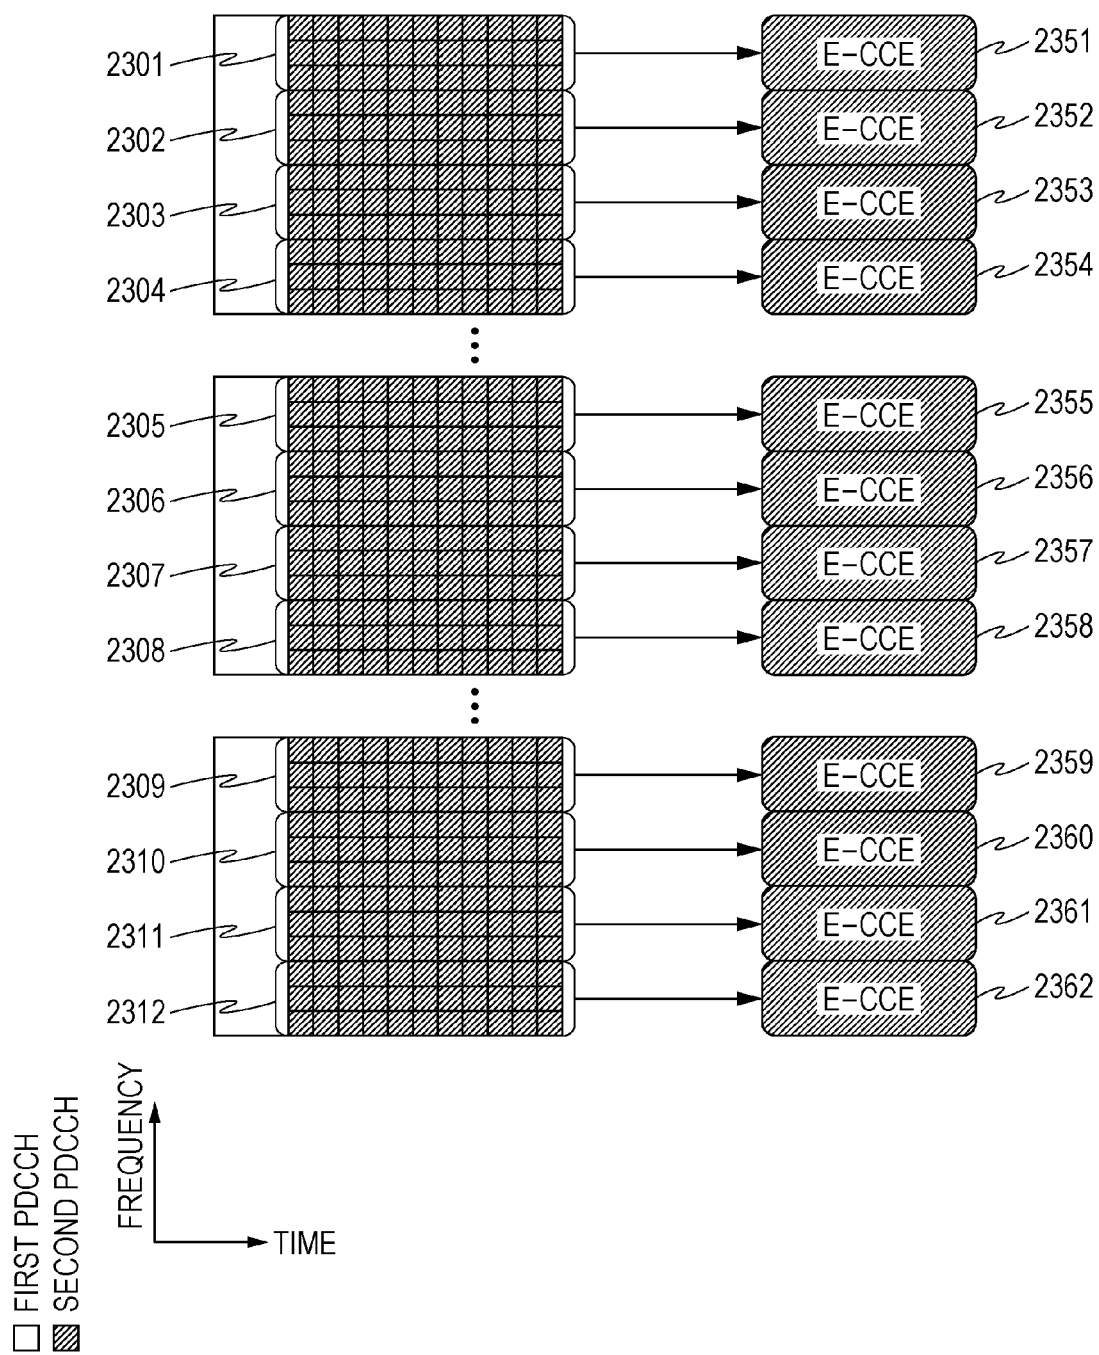 2301 E-CCE 2351
2302 E-CCE 2352
2303 E-CCE 2353
2304 E-CCE 2354
2305 E-CCE 2355
2306 E-CCE 2356
2307 E-CCE 2357
2308 E-CCE 2358
2309 E-CCE 2359
2310 E-CCE 2360
2311 E-CCE 2361
2312 E-CCE 2362
FREQUENCY
TIME
FIRST PDCCH
SECOND PDCCH